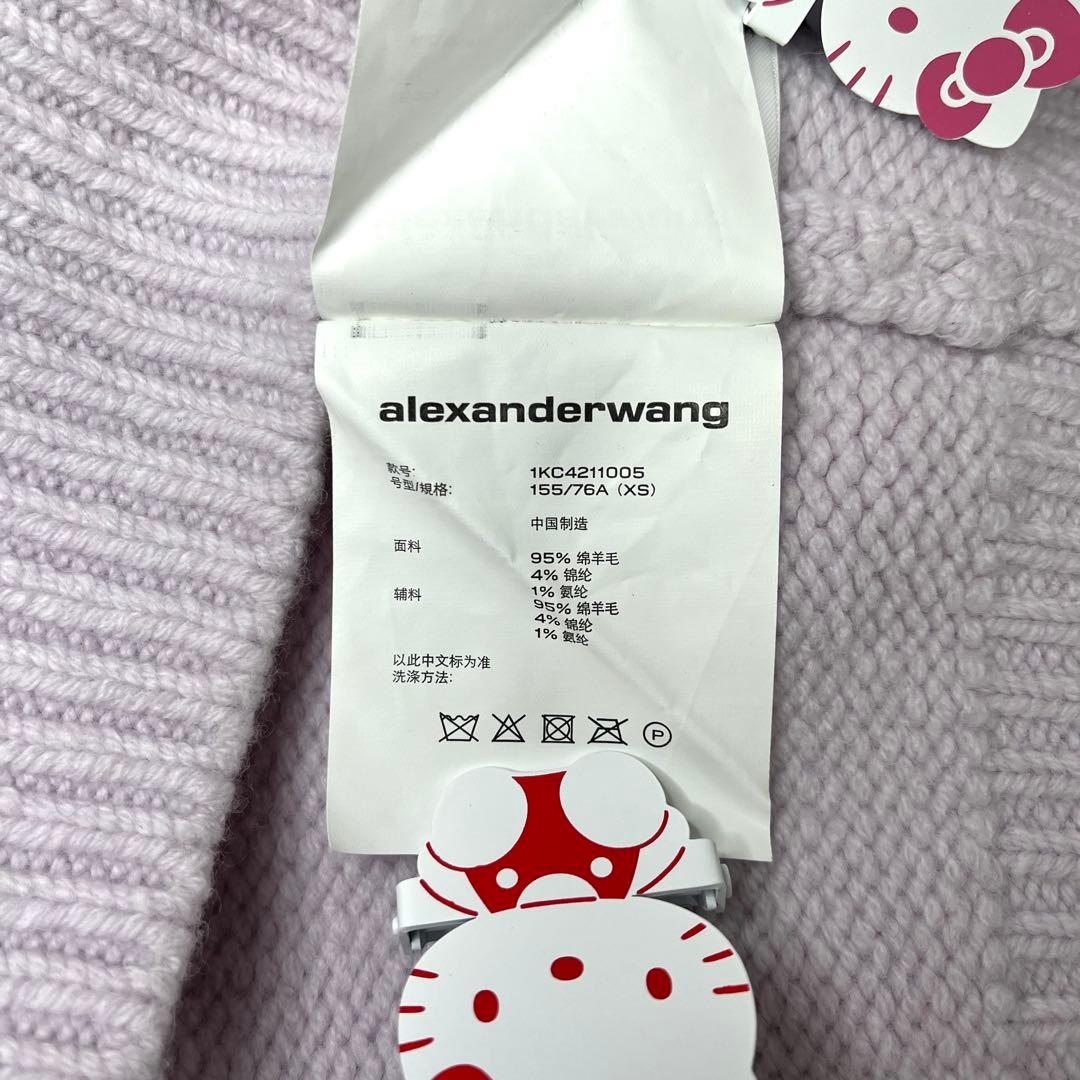 alexanderwang
款号: 1KC4211005
号型/規格: 155/76A (XS)
中国制造
面料
95% 绵羊毛
4% 锦纶
1% 氨纶
辅料
95% 绵羊毛
4% 锦纶
1% 氨纶
以此中文标为准
洗涤方法:
P